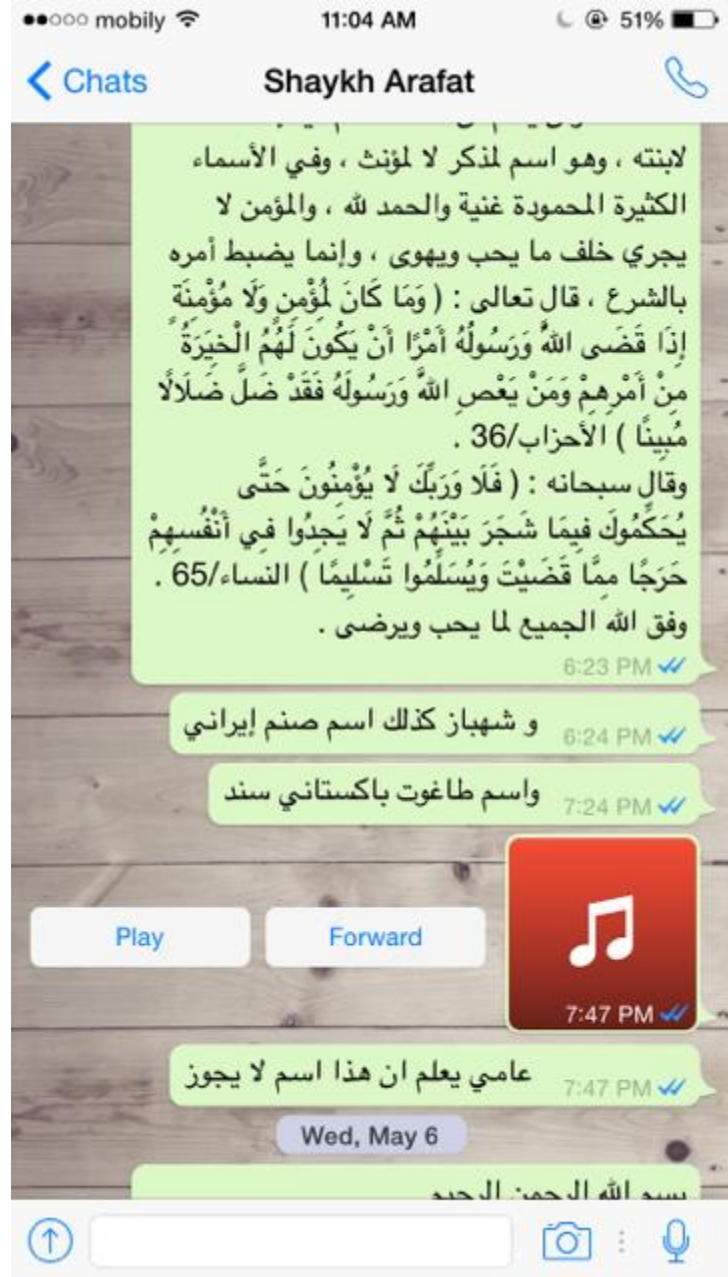 mobily
11:04 AM
51%
Chats
Shaykh Arafat
لابنته ، وهو اسم لمذكر لا لمؤنث ، وفي الأسماء
الكثيرة المحمودة غنية والحمد لله ، والمؤمن لا
يجري خلف ما يحب ويهوى ، وإنما يضبط أمره
بالشرع ، قال تعالى : ( وَمَا كَانَ لِمُؤْمِنٍ وَلَا مُؤْمِنَةٍ
إِذَا قَضَى اللَّهُ وَرَسُولُهُ أَمْرًا أَنْ يَكُونَ لَهُمُ الْخِيَرَةُ
مِنْ أَمْرِهِمْ وَمَنْ يَعْصِ اللَّهَ وَرَسُولَهُ فَقَدْ ضَلَّ ضَلَالًا
مُبِينًا ) الأحزاب/36 .
وقال سبحانه : ( فَلَا وَرَبِّكَ لَا يُؤْمِنُونَ حَتَّى
يُحَكِّمُوكَ فِيمَا شَجَرَ بَيْنَهُمْ ثُمَّ لَا يَجِدُوا فِي أَنْفُسِهِمْ
حَرَجًا مِمَّا قَضَيْتَ وَيُسَلِّمُوا تَسْلِيمًا ) النساء/65 .
وفق الله الجميع لما يحب ويرضى .
6:23 PM
و شهباز كذلك اسم صنم إيراني
6:24 PM
واسم طاغوت باكستاني سند
7:24 PM
Play
Forward
7:47 PM
عامي يعلم ان هذا اسم لا يجوز
7:47 PM
Wed, May 6
بسم الله الرحمن الرحيم